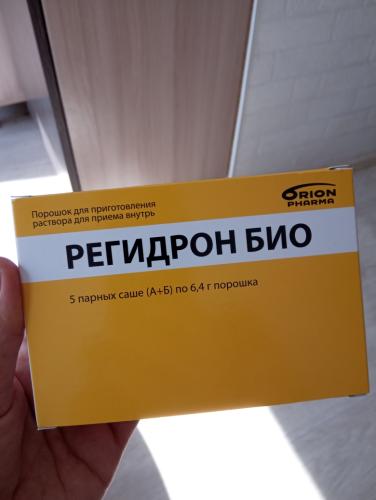 Порошок для приготовления
раствора для приема внутрь
ORION
PHARMA
РЕГИДРОН БИО
5 парных саше (А+Б) по 6,4 г порошка